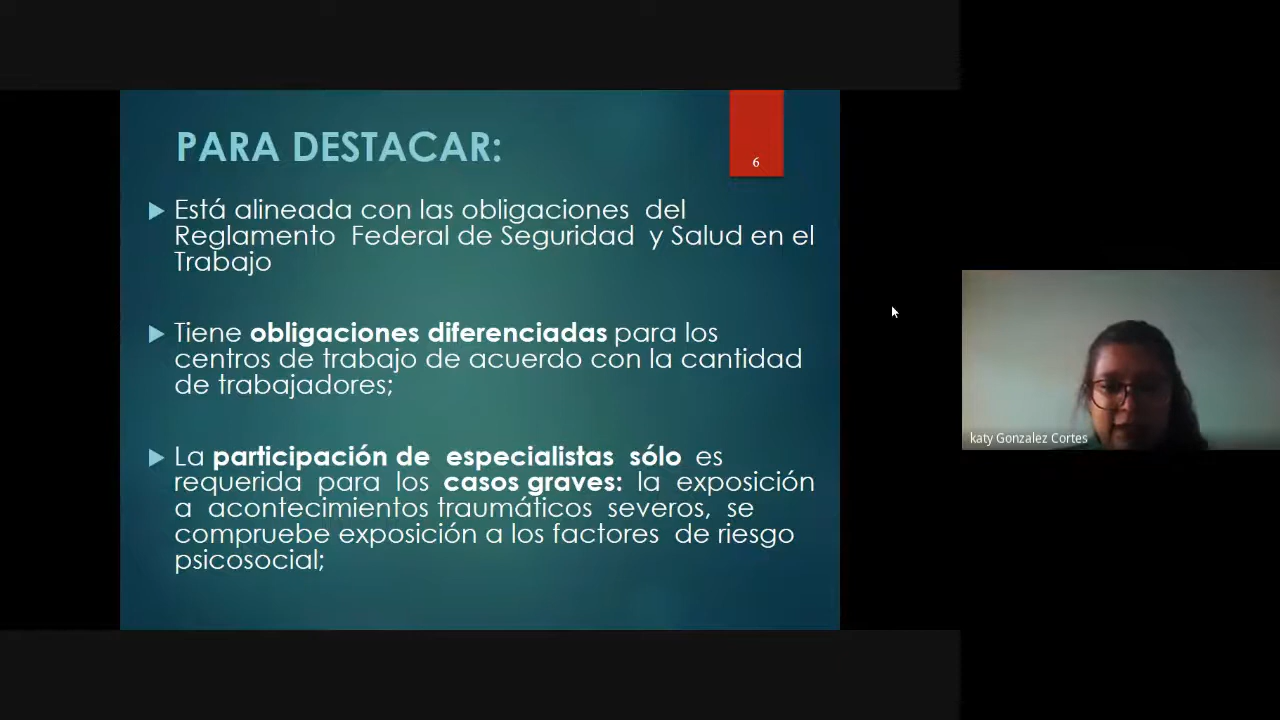 PARA DESTACAR:
6
Está alineada con las obligaciones del
Reglamento Federal de Seguridad y Salud en el
Trabajo
Tiene obligaciones diferenciadas para los
centros de trabajo de acuerdo con la cantidad
de trabajadores;
La participación de especialistas sólo es
requerida para los casos graves: la exposición
a acontecimientos traumáticos severos, se
compruebe exposición a los factores de riesgo
psicosocial;
katy Gonzalez Cortes